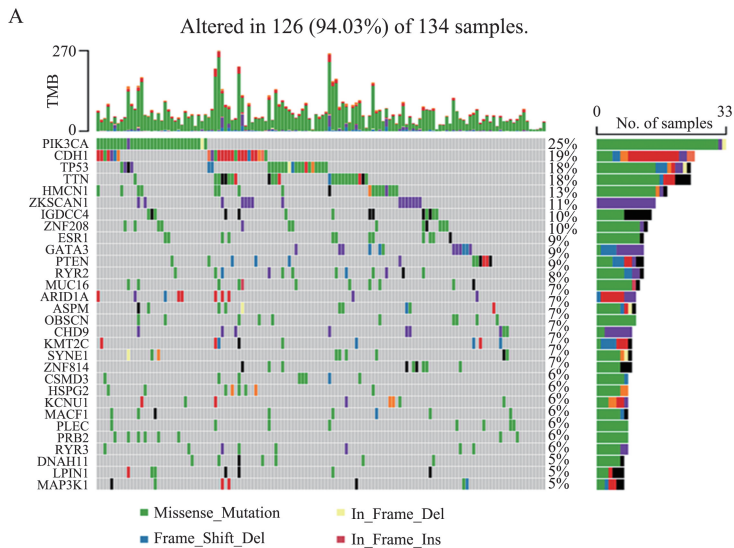 A
Altered in 126 (94.03%) of 134 samples.
270
TMB
0
0 33
No. of samples
PIK3CA 25%
CDH1 19%
TP53 18%
TTN 18%
HMCN1 13%
ZKSCAN1 11%
IGDCC4 10%
ZNF208 10%
ESR1 9%
GATA3 9%
PTEN 9%
RYR2 8%
MUC16 7%
ARID1A 7%
ASPM 7%
OBSCN 7%
CHD9 7%
KMT2C 7%
SYNE1 7%
ZNF814 7%
CSMD3 6%
HSPG2 6%
KCNU1 6%
MACF1 6%
PLEC 6%
PRB2 6%
RYR3 6%
DNAH11 5%
LPIN1 5%
MAP3K1 5%
Missense_Mutation In_Frame_Del
Frame_Shift_Del In_Frame_Ins